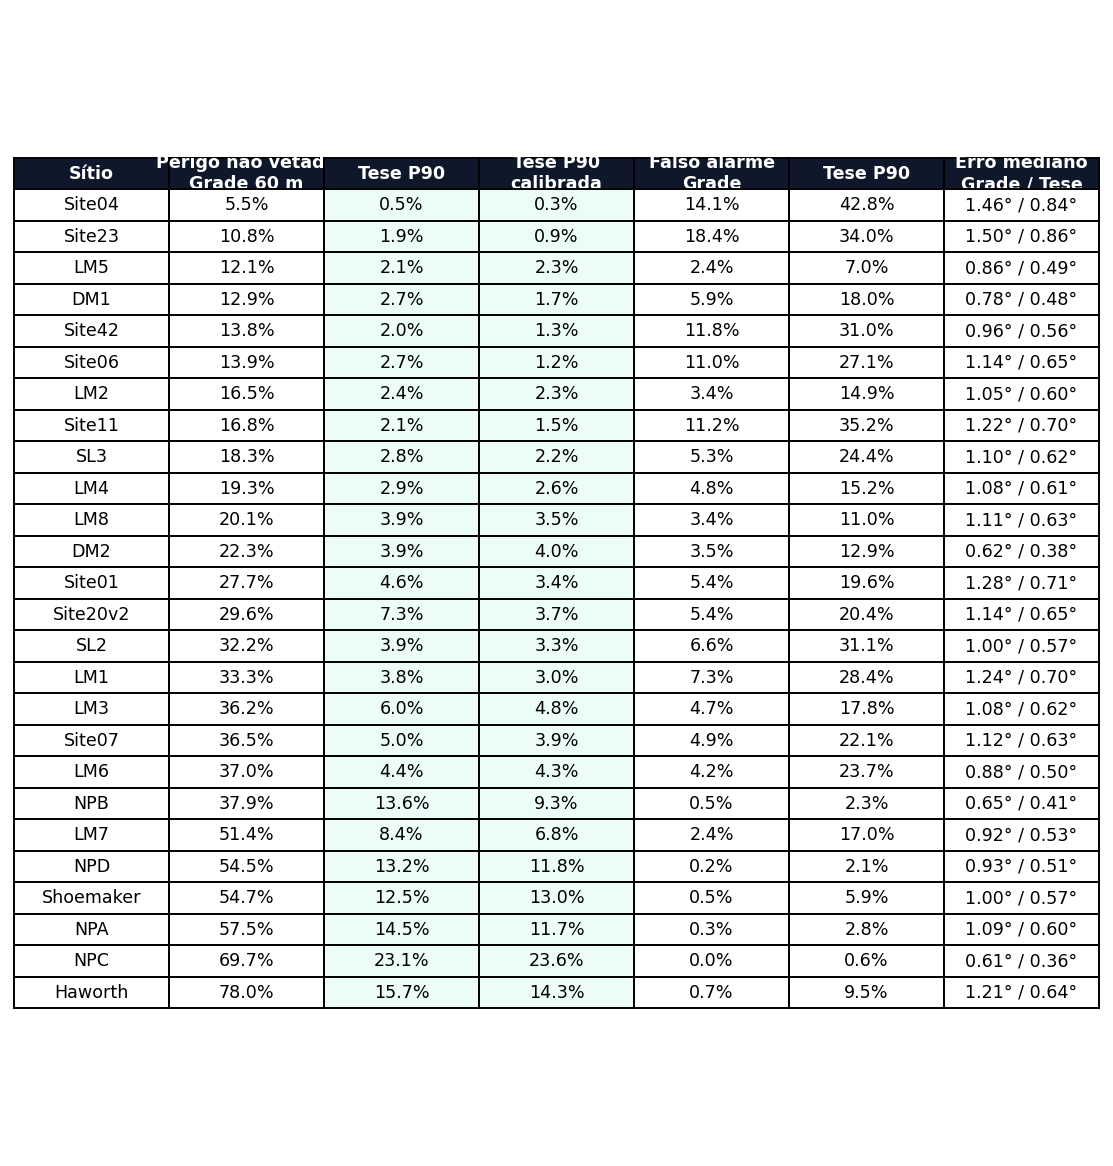 Sítio | Perigo não vetad Grade 60 m | Tese P90 | Tese P90 calibrada | Falso alarme Grade | Tese P90 | Erro mediano Grade / Tese
Site04 | 5.5% | 0.5% | 0.3% | 14.1% | 42.8% | 1.46° / 0.84°
Site23 | 10.8% | 1.9% | 0.9% | 18.4% | 34.0% | 1.50° / 0.86°
LM5 | 12.1% | 2.1% | 2.3% | 2.4% | 7.0% | 0.86° / 0.49°
DM1 | 12.9% | 2.7% | 1.7% | 5.9% | 18.0% | 0.78° / 0.48°
Site42 | 13.8% | 2.0% | 1.3% | 11.8% | 31.0% | 0.96° / 0.56°
Site06 | 13.9% | 2.7% | 1.2% | 11.0% | 27.1% | 1.14° / 0.65°
LM2 | 16.5% | 2.4% | 2.3% | 3.4% | 14.9% | 1.05° / 0.60°
Site11 | 16.8% | 2.1% | 1.5% | 11.2% | 35.2% | 1.22° / 0.70°
SL3 | 18.3% | 2.8% | 2.2% | 5.3% | 24.4% | 1.10° / 0.62°
LM4 | 19.3% | 2.9% | 2.6% | 4.8% | 15.2% | 1.08° / 0.61°
LM8 | 20.1% | 3.9% | 3.5% | 3.4% | 11.0% | 1.11° / 0.63°
DM2 | 22.3% | 3.9% | 4.0% | 3.5% | 12.9% | 0.62° / 0.38°
Site01 | 27.7% | 4.6% | 3.4% | 5.4% | 19.6% | 1.28° / 0.71°
Site20v2 | 29.6% | 7.3% | 3.7% | 5.4% | 20.4% | 1.14° / 0.65°
SL2 | 32.2% | 3.9% | 3.3% | 6.6% | 31.1% | 1.00° / 0.57°
LM1 | 33.3% | 3.8% | 3.0% | 7.3% | 28.4% | 1.24° / 0.70°
LM3 | 36.2% | 6.0% | 4.8% | 4.7% | 17.8% | 1.08° / 0.62°
Site07 | 36.5% | 5.0% | 3.9% | 4.9% | 22.1% | 1.12° / 0.63°
LM6 | 37.0% | 4.4% | 4.3% | 4.2% | 23.7% | 0.88° / 0.50°
NPB | 37.9% | 13.6% | 9.3% | 0.5% | 2.3% | 0.65° / 0.41°
LM7 | 51.4% | 8.4% | 6.8% | 2.4% | 17.0% | 0.92° / 0.53°
NPD | 54.5% | 13.2% | 11.8% | 0.2% | 2.1% | 0.93° / 0.51°
Shoemaker | 54.7% | 12.5% | 13.0% | 0.5% | 5.9% | 1.00° / 0.57°
NPA | 57.5% | 14.5% | 11.7% | 0.3% | 2.8% | 1.09° / 0.60°
NPC | 69.7% | 23.1% | 23.6% | 0.0% | 0.6% | 0.61° / 0.36°
Haworth | 78.0% | 15.7% | 14.3% | 0.7% | 9.5% | 1.21° / 0.64°